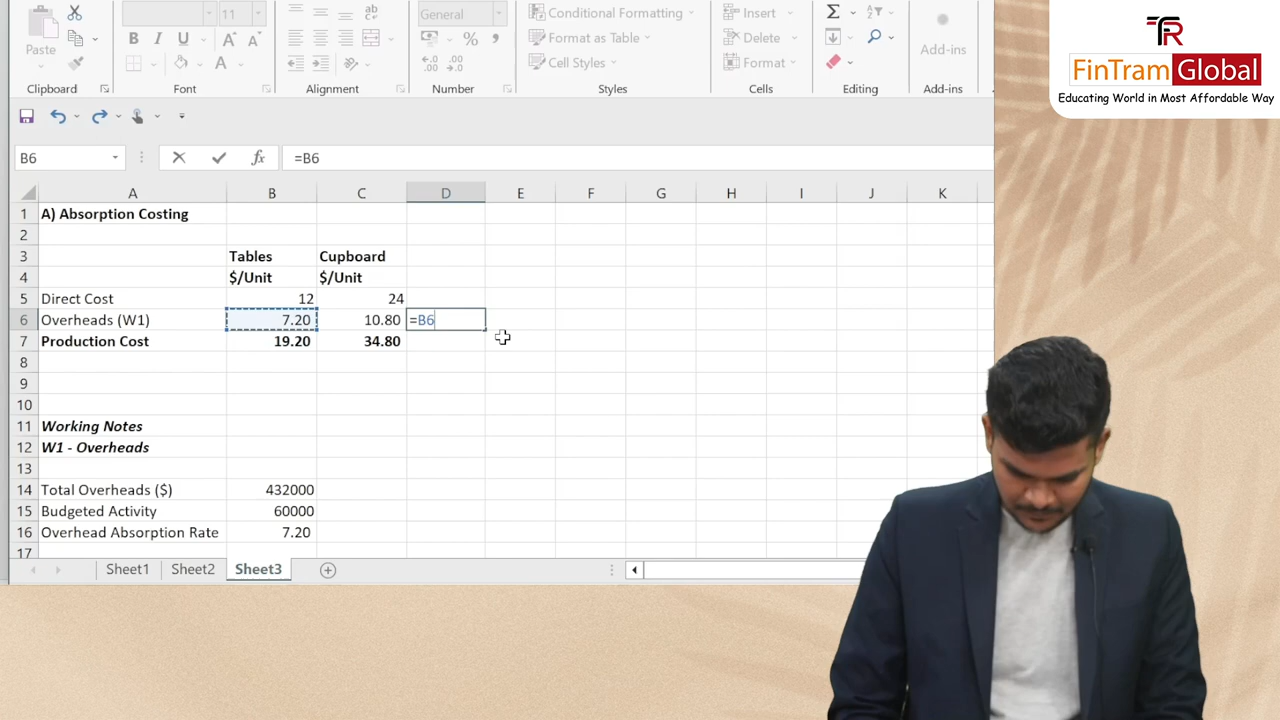 Paste
11
General
Conditional Formatting
Format as Table
Cell Styles
Insert
Delete
Format
Add-ins
Clipboard
Font
Alignment
Number
Styles
Cells
Editing
Add-ins
B6
fx
=B6
A B C D E F G H I J K
1 A) Absorption Costing
2
3 Tables Cupboard
4 $/Unit $/Unit
5 Direct Cost 12 24
6 Overheads (W1) 7.20 10.80 =B6
7 Production Cost 19.20 34.80
8
9
10
11 Working Notes
12 W1 - Overheads
13
14 Total Overheads ($) 432000
15 Budgeted Activity 60000
16 Overhead Absorption Rate 7.20
17
Sheet1 Sheet2 Sheet3
FinTram Global
Educating World in Most Affordable Way